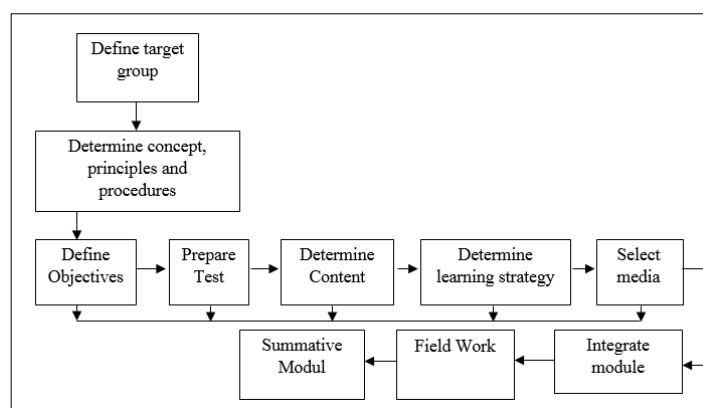 Define target
group
Determine concept,
principles and
procedures
Define
Objectives
Prepare
Test
Determine
Content
Determine
learning strategy
Select
media
Summative
Modul
Field Work
Integrate
module